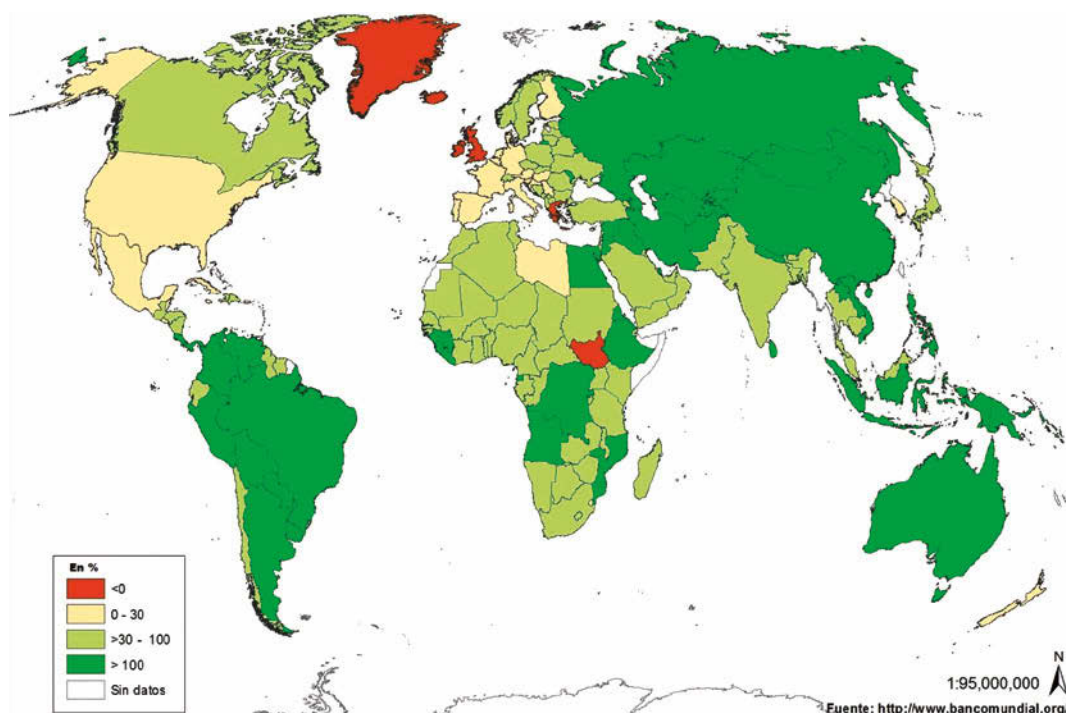 En %
<0
0 - 30
>30 - 100
> 100
Sin datos
N
1:95,000,000
Fuente: http://www.bancomundial.org/